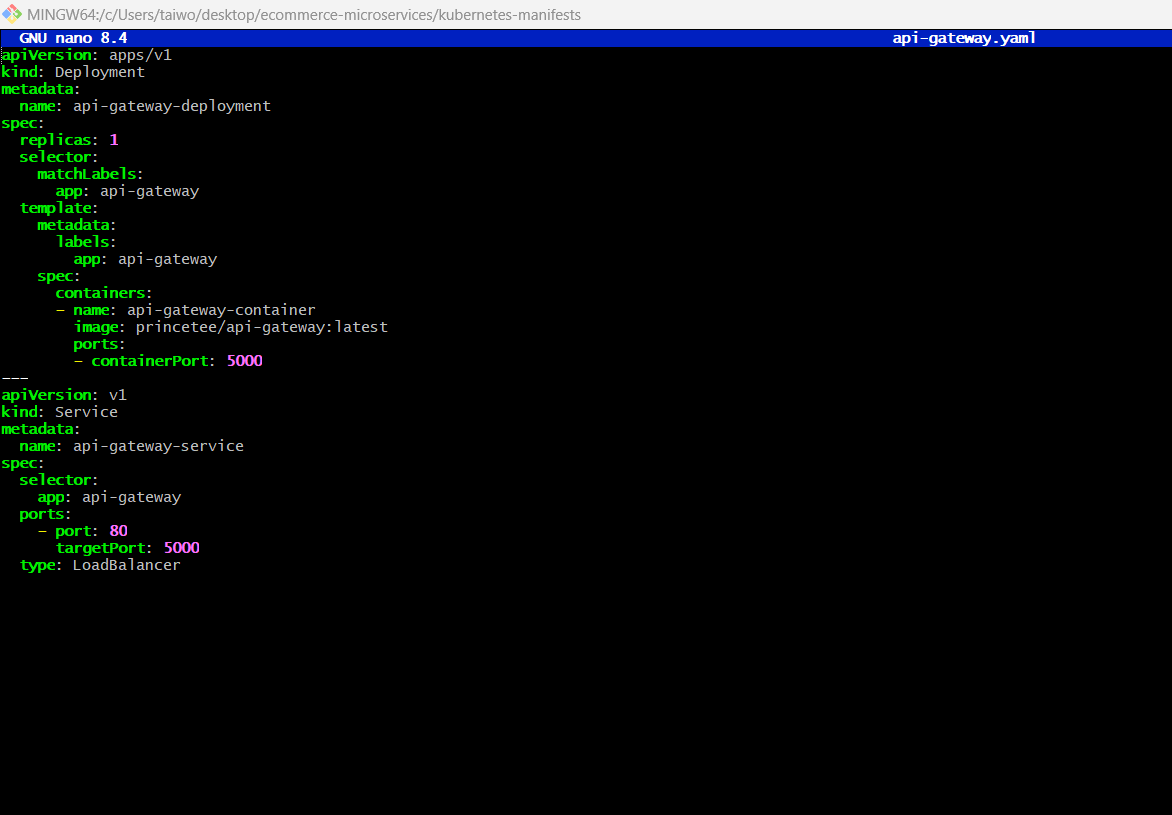 MINGW64:/c/Users/taiwo/desktop/ecommerce-microservices/kubernetes-manifests
GNU nano 8.4 api-gateway.yaml
apiVersion: apps/v1
kind: Deployment
metadata:
  name: api-gateway-deployment
spec:
  replicas: 1
  selector:
    matchLabels:
      app: api-gateway
  template:
    metadata:
      labels:
        app: api-gateway
    spec:
      containers:
      - name: api-gateway-container
        image: princetee/api-gateway:latest
        ports:
        - containerPort: 5000
---
apiVersion: v1
kind: Service
metadata:
  name: api-gateway-service
spec:
  selector:
    app: api-gateway
  ports:
    - port: 80
      targetPort: 5000
  type: LoadBalancer